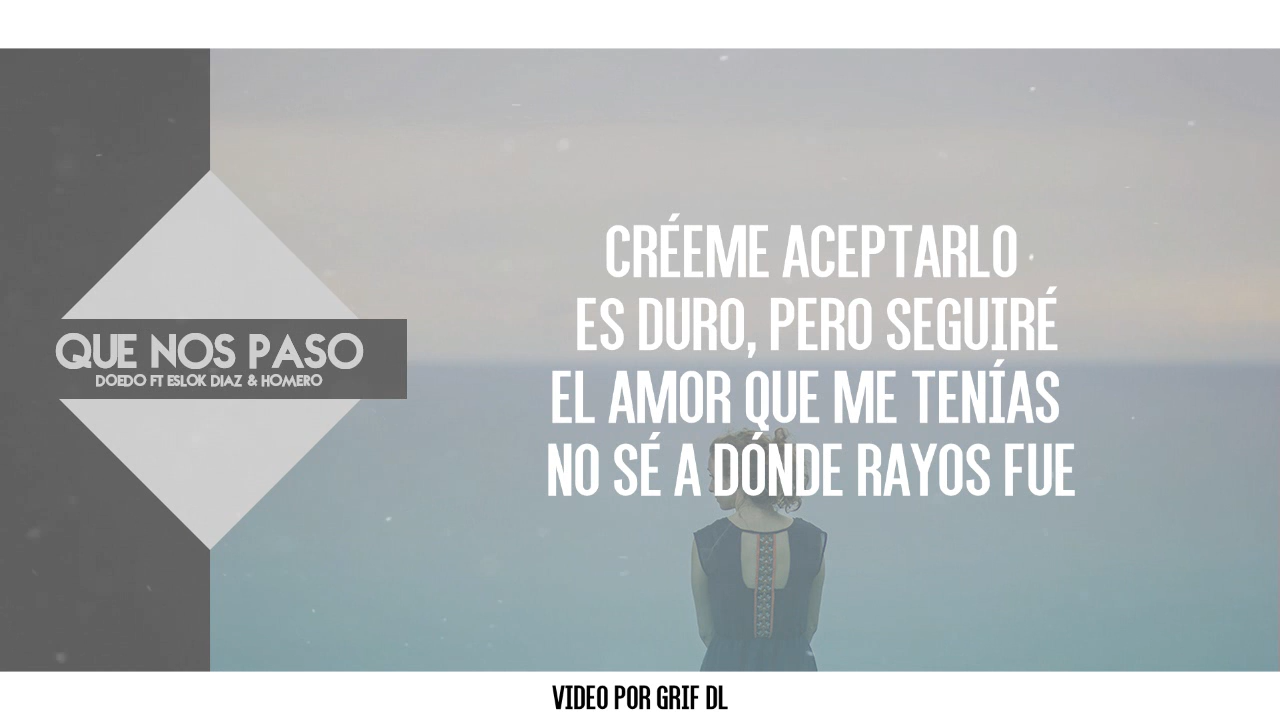 QUE NOS PASO
DOEDO FT ESLOK DIAZ & HOMERO
CRÉEME ACEPTARLO
ES DURO, PERO SEGUIRÉ
EL AMOR QUE ME TENÍAS
NO SÉ A DÓNDE RAYOS FUE
VIDEO POR GRIF DL